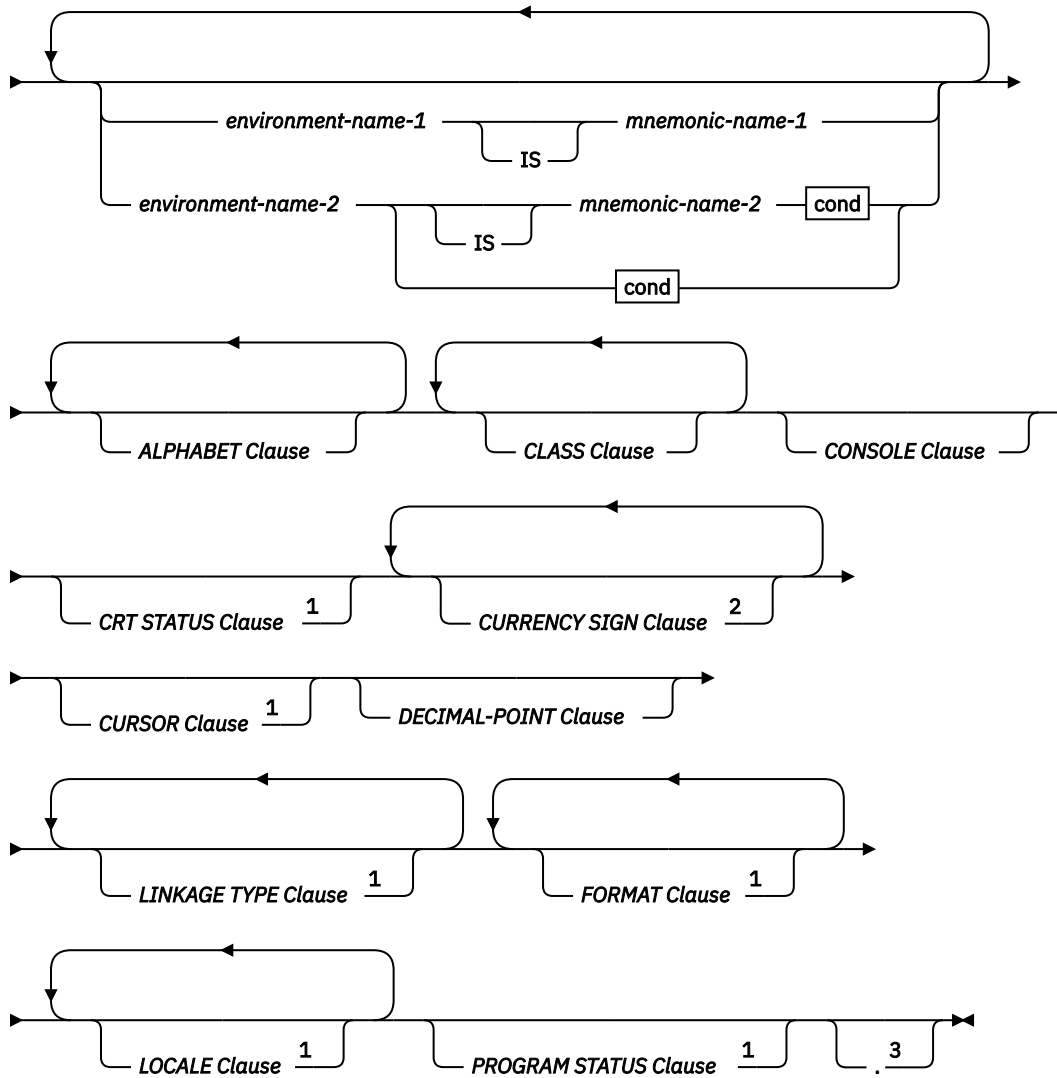 environment-name-1 mnemonic-name-1
IS
environment-name-2 mnemonic-name-2 cond
IS
cond
ALPHABET Clause CLASS Clause CONSOLE Clause
CRT STATUS Clause 1 CURRENCY SIGN Clause 2
CURSOR Clause 1 DECIMAL-POINT Clause
LINKAGE TYPE Clause 1 FORMAT Clause 1
LOCALE Clause 1 PROGRAM STATUS Clause 1 . 3